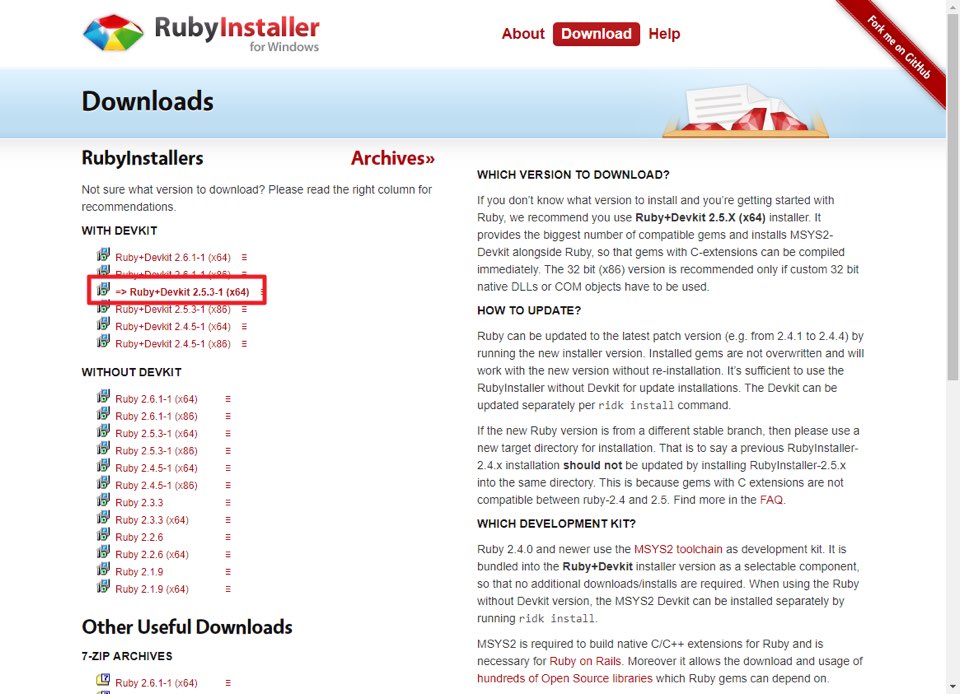 RubyInstaller
for Windows
About Download Help
Fork me on GitHub
Downloads
RubyInstallers Archives»
Not sure what version to download? Please read the right column for
recommendations.
WITH DEVKIT
Ruby+Devkit 2.6.1-1 (x64) ≡
Ruby+Devkit 2.6.1-1 (x86) ≡
=> Ruby+Devkit 2.5.3-1 (x64)
Ruby+Devkit 2.5.3-1 (x86) ≡
Ruby+Devkit 2.4.5-1 (x64) ≡
Ruby+Devkit 2.4.5-1 (x86) ≡
WITHOUT DEVKIT
Ruby 2.6.1-1 (x64) ≡
Ruby 2.6.1-1 (x86) ≡
Ruby 2.5.3-1 (x64) ≡
Ruby 2.5.3-1 (x86) ≡
Ruby 2.4.5-1 (x64) ≡
Ruby 2.4.5-1 (x86) ≡
Ruby 2.3.3 ≡
Ruby 2.3.3 (x64) ≡
Ruby 2.2.6 ≡
Ruby 2.2.6 (x64) ≡
Ruby 2.1.9 ≡
Ruby 2.1.9 (x64) ≡
Other Useful Downloads
7-ZIP ARCHIVES
Ruby 2.6.1-1 (x64) ≡
WHICH VERSION TO DOWNLOAD?
If you don't know what version to install and you're getting started with
Ruby, we recommend you use Ruby+Devkit 2.5.X (x64) installer. It
provides the biggest number of compatible gems and installs MSYS2-
Devkit alongside Ruby, so that gems with C-extensions can be compiled
immediately. The 32 bit (x86) version is recommended only if custom 32 bit
native DLLs or COM objects have to be used.
HOW TO UPDATE?
Ruby can be updated to the latest patch version (e.g. from 2.4.1 to 2.4.4) by
running the new installer version. Installed gems are not overwritten and will
work with the new version without re-installation. It's sufficient to use the
RubyInstaller without Devkit for update installations. The Devkit can be
updated separately per ridk install command.
If the new Ruby version is from a different stable branch, then please use a
new target directory for installation. That is to say a previous RubyInstaller-
2.4.x installation should not be updated by installing RubyInstaller-2.5.x
into the same directory. This is because gems with C extensions are not
compatible between ruby-2.4 and 2.5. Find more in the FAQ.
WHICH DEVELOPMENT KIT?
Ruby 2.4.0 and newer use the MSYS2 toolchain as development kit. It is
bundled into the Ruby+Devkit installer version as a selectable component,
so that no additional downloads/installs are required. When using the Ruby
without Devkit version, the MSYS2 Devkit can be installed separately by
running ridk install.
MSYS2 is required to build native C/C++ extensions for Ruby and is
necessary for Ruby on Rails. Moreover it allows the download and usage of
hundreds of Open Source libraries which Ruby gems can depend on.